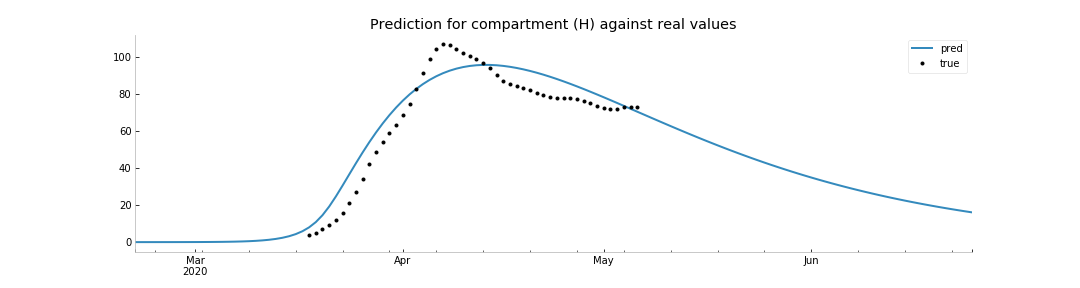 Prediction for compartment (H) against real values
pred
true
100
80
60
40
20
0
Mar
2020
Apr
May
Jun